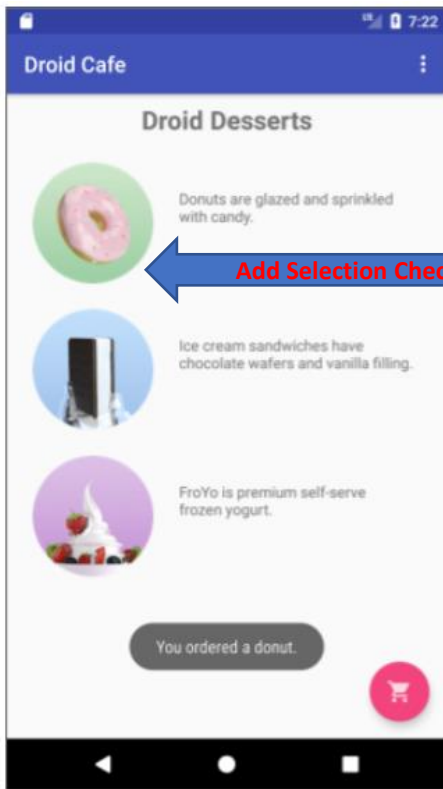 7:22
Droid Cafe
Droid Desserts
Donuts are glazed and sprinkled
with candy.
Add Selection Chec
Ice cream sandwiches have
chocolate wafers and vanilla filling.
FroYo is premium self-serve
frozen yogurt.
You ordered a donut.